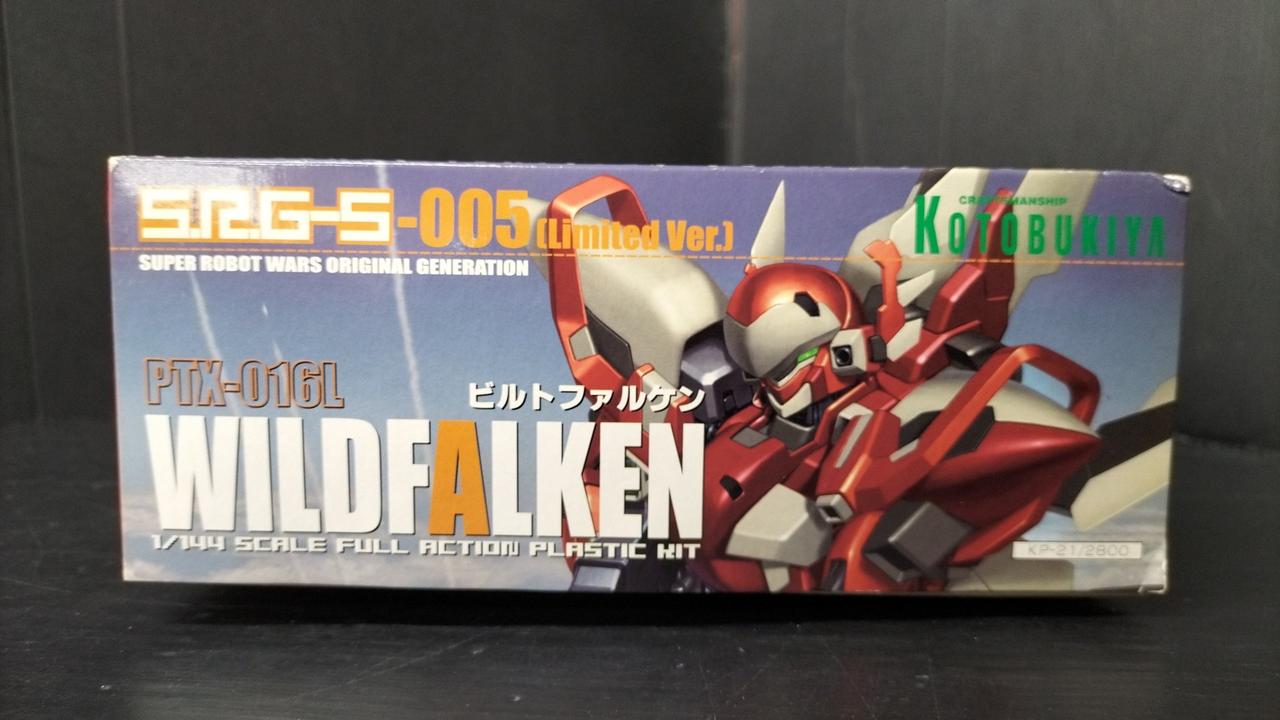 S.R.G-S-005 (Limited Ver.)
SUPER ROBOT WARS ORIGINAL GENERATION
CRAFTSMANSHIP
KOTOBUKIYA
PTX-016L
ビルトファルケン
WILDFALKEN
1/144 SCALE FULL ACTION PLASTIC KIT
KP-21/2800